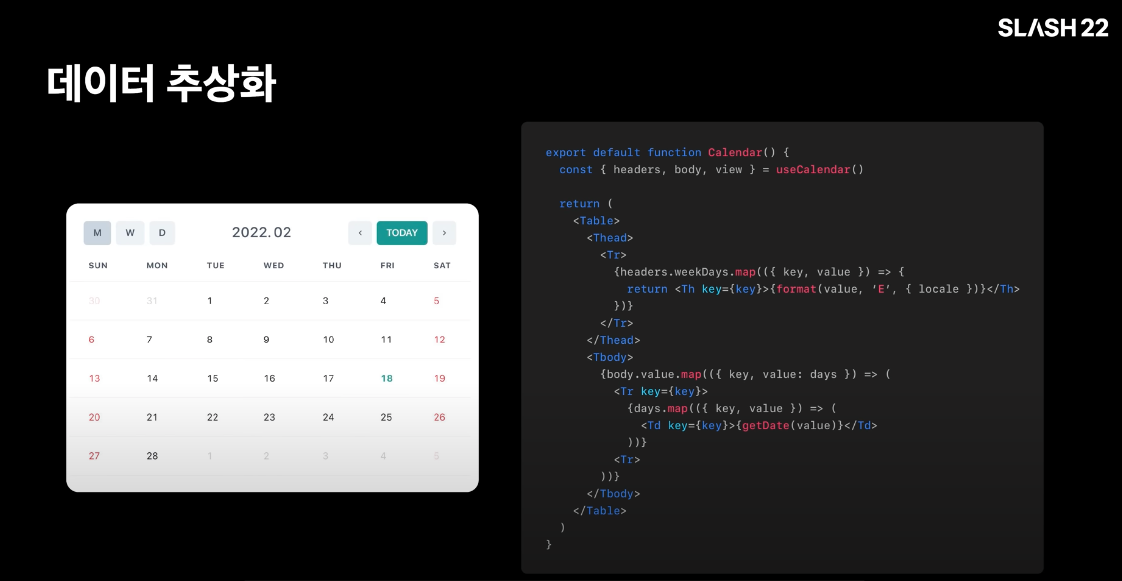 SLASH 22
데이터 추상화
M W D 2022.02 ‹ TODAY ›
SUN MON TUE WED THU FRI SAT
30 31 1 2 3 4 5
6 7 8 9 10 11 12
13 14 15 16 17 18 19
20 21 22 23 24 25 26
27 28 1 2 3 4 5
export default function Calendar() {
  const { headers, body, view } = useCalendar()
  return (
    <Table>
      <Thead>
        <Tr>
          {headers.weekDays.map(({ key, value }) => {
            return <Th key={key}>{format(value, ‘E’, { locale })}</Th>
          })}
        </Tr>
      </Thead>
      <Tbody>
        {body.value.map(({ key, value: days }) => (
          <Tr key={key}>
            {days.map(({ key, value }) => (
              <Td key={key}>{getDate(value)}</Td>
            ))}
          <Tr>
        ))}
      </Tbody>
    </Table>
  )
}